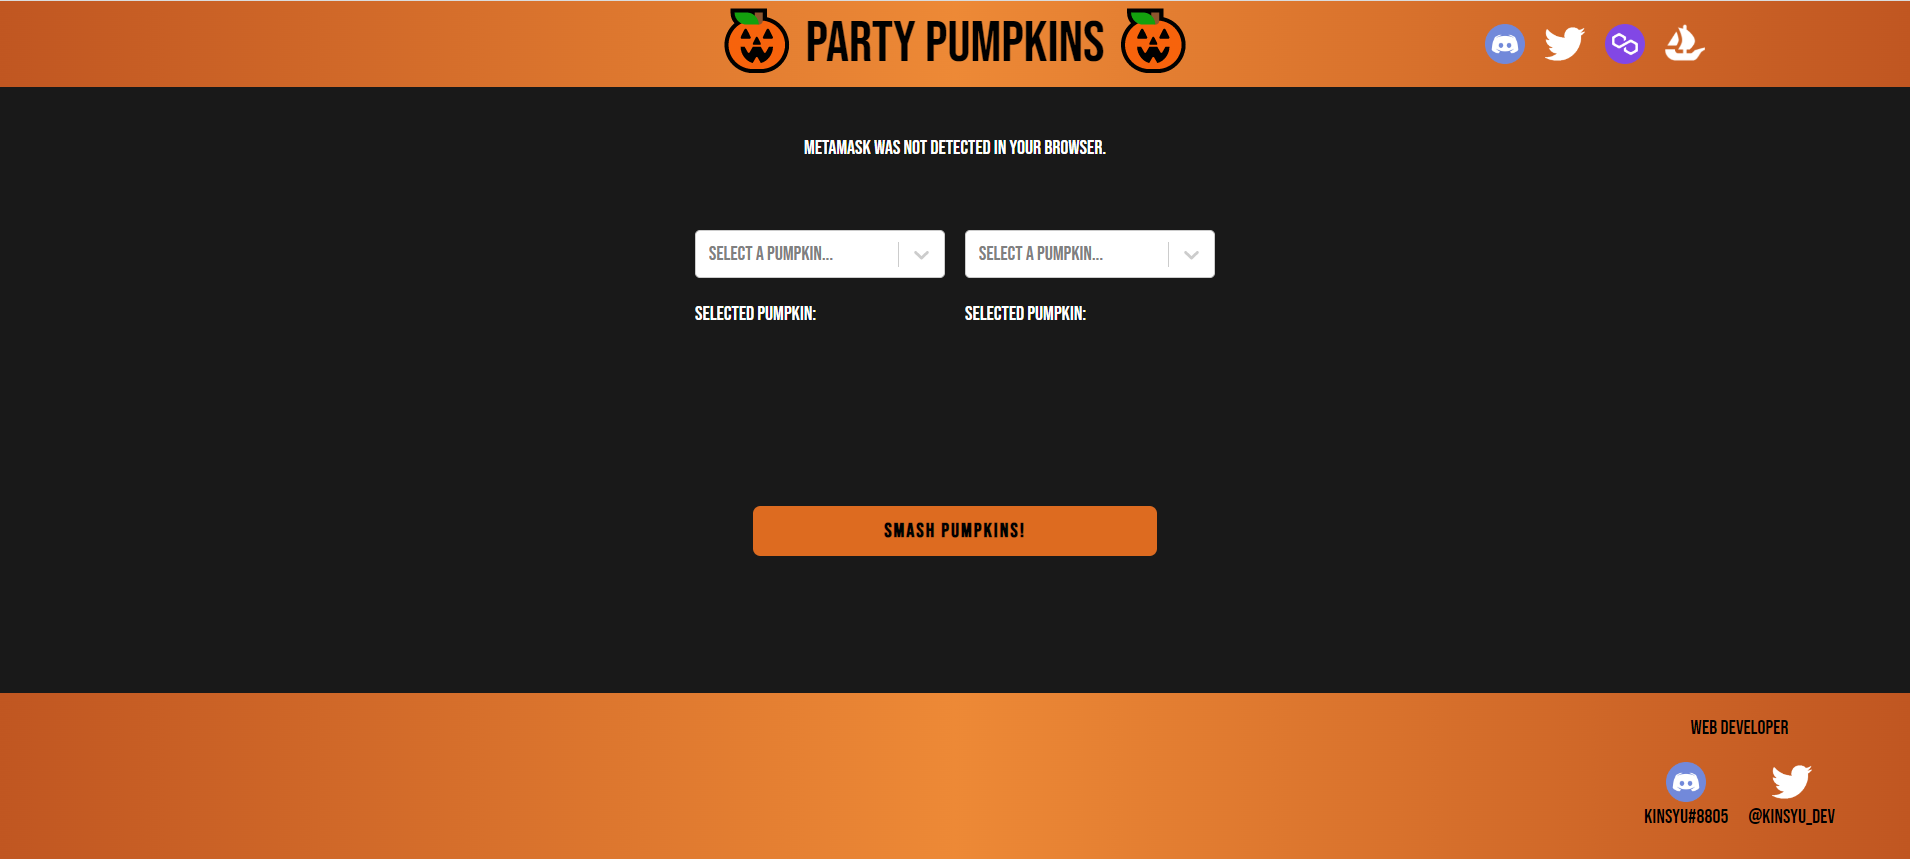 PARTY PUMPKINS
METAMASK WAS NOT DETECTED IN YOUR BROWSER.
SELECT A PUMPKIN...
SELECT A PUMPKIN...
SELECTED PUMPKIN:
SELECTED PUMPKIN:
SMASH PUMPKINS!
WEB DEVELOPER
KINSYU#8805
@KINSYU_DEV